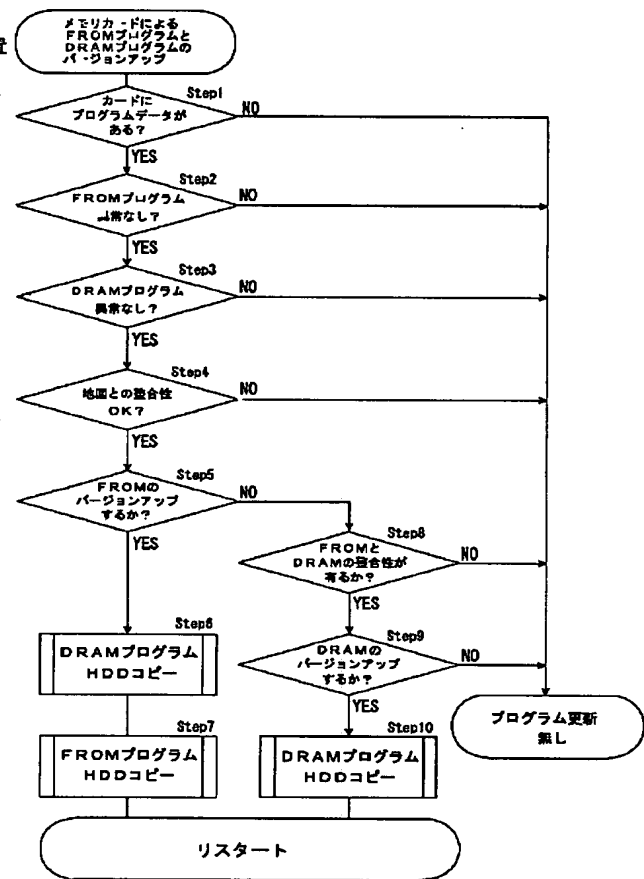 メモリカードによる
FROMプログラムと
DRAMプログラムの
バージョンアップ
Step1
カードに
プログラムデータが
ある？
NO
YES
Step2
FROMプログラム
異常なし？
NO
YES
Step3
DRAMプログラム
異常なし？
NO
YES
Step4
地図との整合性
OK？
NO
YES
Step5
FROMの
バージョンアップ
するか？
NO
YES
Step8
FROMと
DRAMの整合性が
有るか？
NO
YES
Step6
DRAMプログラム
HDDコピー
Step9
DRAMの
バージョンアップ
するか？
NO
YES
Step7
FROMプログラム
HDDコピー
Step10
DRAMプログラム
HDDコピー
プログラム更新
無し
リスタート